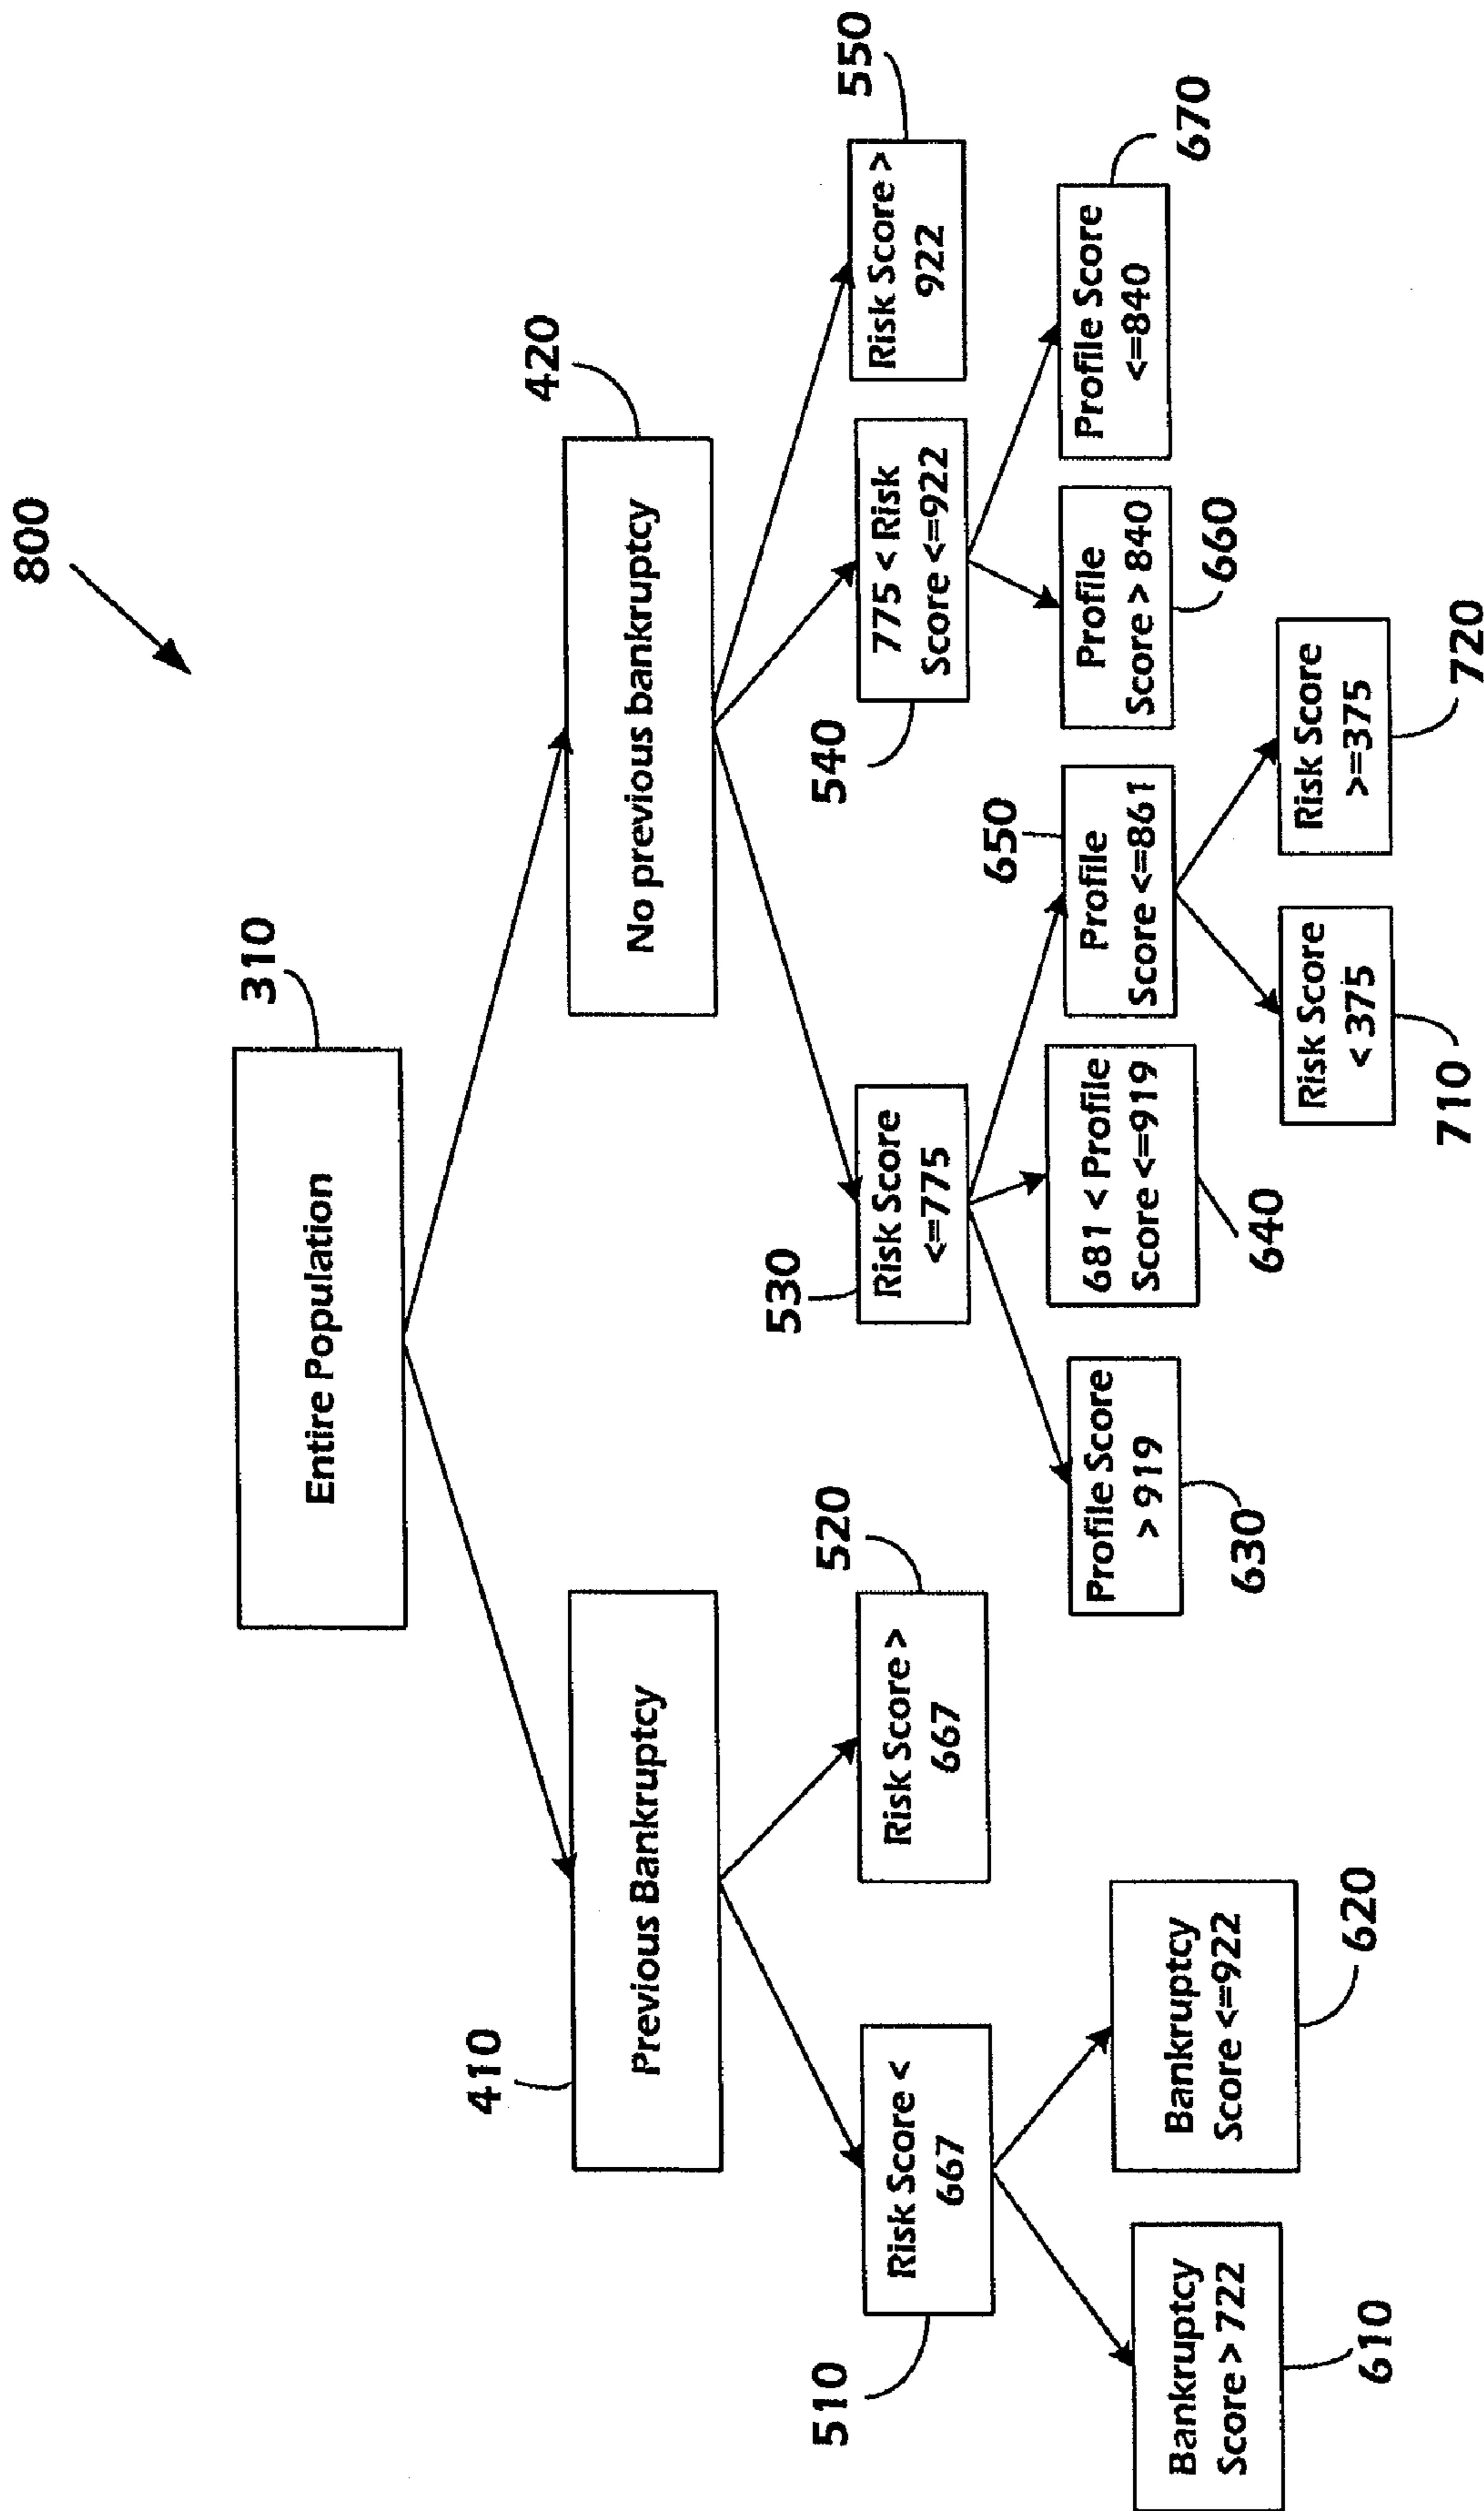 800
310
Entire Population
410
Previous Bankruptcy
420
No previous bankruptcy
510
Risk Score <
667
520
Risk Score >
667
530
Risk Score
<=775
540
775 < Risk
Score <=922
550
Risk Score >
922
Bankruptcy
Score > 722
610
Bankruptcy
Score <=922
620
Profile Score
> 919
630
681 < Profile
Score <=919
640
650
Profile
Score <=861
Profile
Score > 840
660
Profile Score
<=840
670
Risk Score
< 375
710
Risk Score
>=375
720